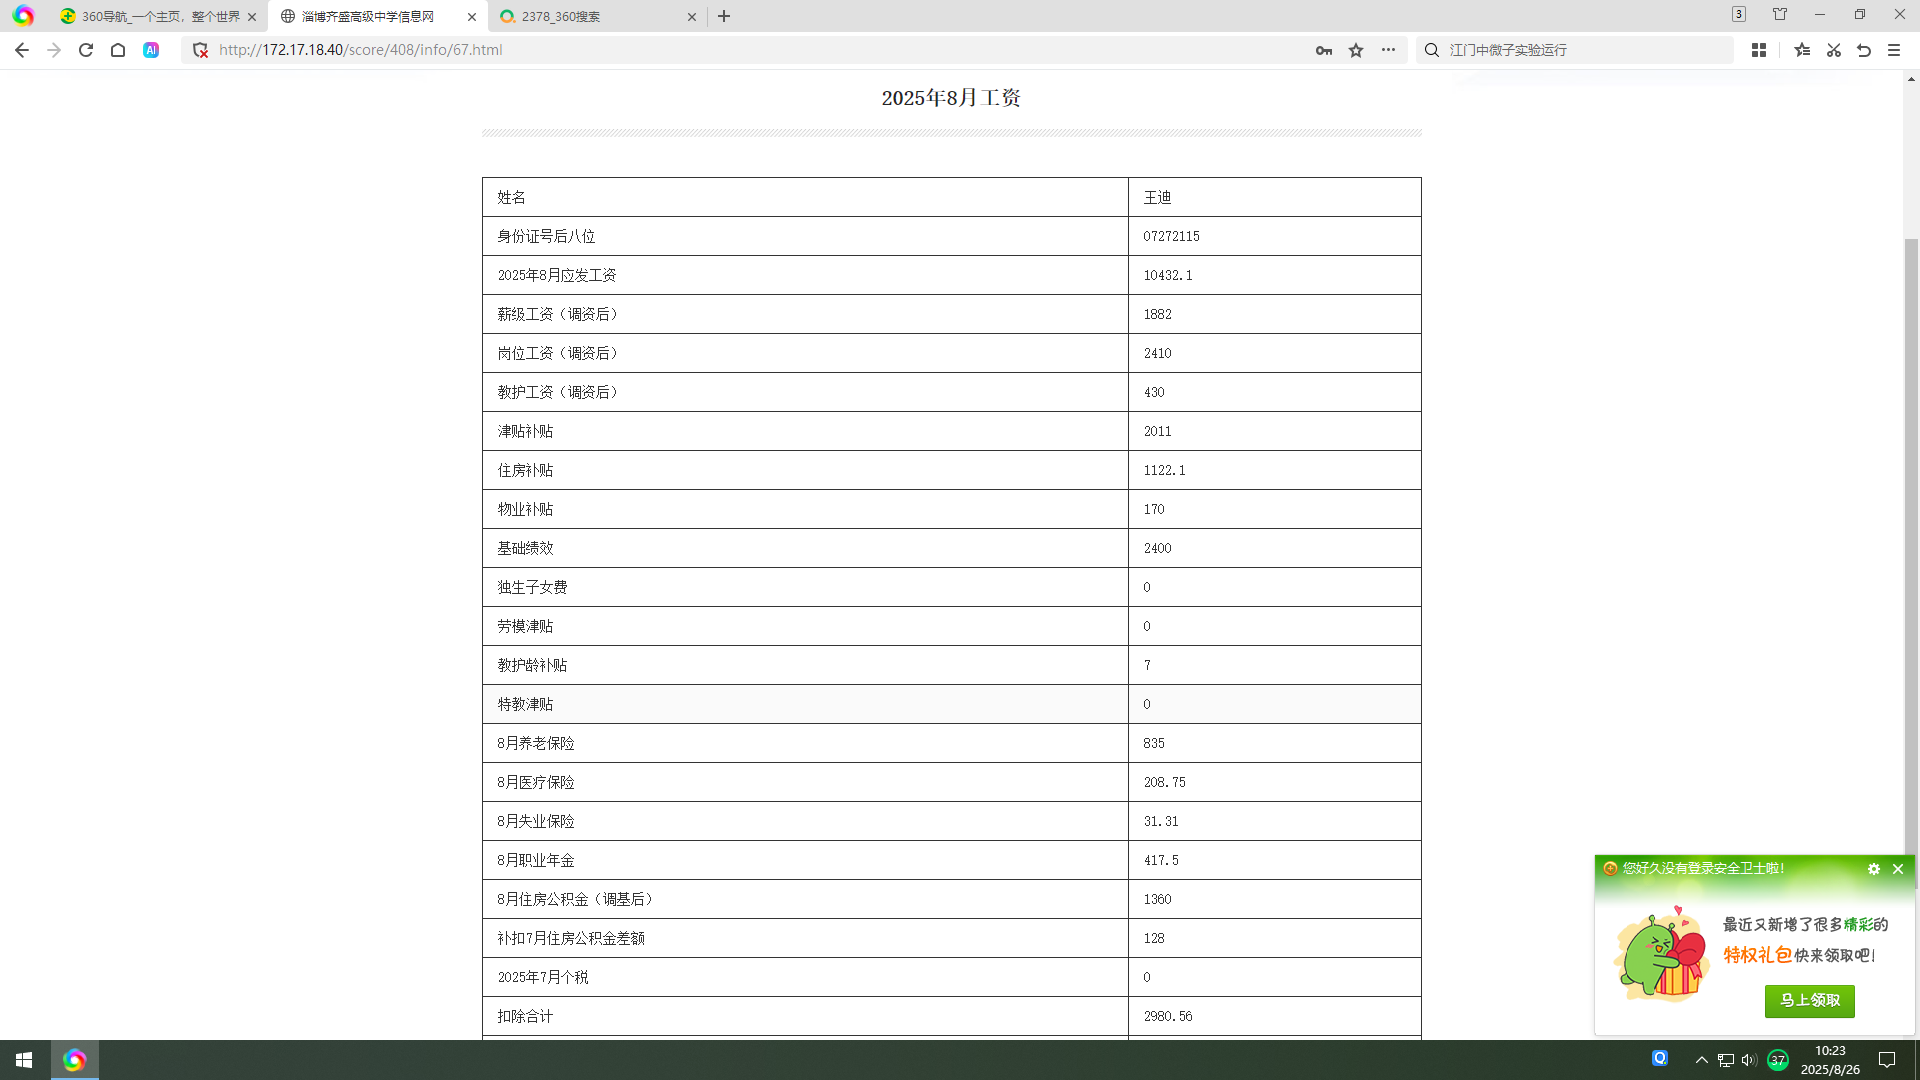 360导航_一个主页，整个世界
淄博齐盛高级中学信息网
2378_360搜索
3
AI
http://172.17.18.40/score/408/info/67.html
江门中微子实验运行
2025年8月工资
姓名 王迪
身份证号后八位 07272115
2025年8月应发工资 10432.1
薪级工资（调资后） 1882
岗位工资（调资后） 2410
教护工资（调资后） 430
津贴补贴 2011
住房补贴 1122.1
物业补贴 170
基础绩效 2400
独生子女费 0
劳模津贴 0
教护龄补贴 7
特教津贴 0
8月养老保险 835
8月医疗保险 208.75
8月失业保险 31.31
8月职业年金 417.5
8月住房公积金（调基后） 1360
补扣7月住房公积金差额 128
2025年7月个税 0
扣除合计 2980.56
您好久没有登录安全卫士啦!
最近又新增了很多精彩的
特权礼包快来领取吧!
马上领取
37
10:23
2025/8/26